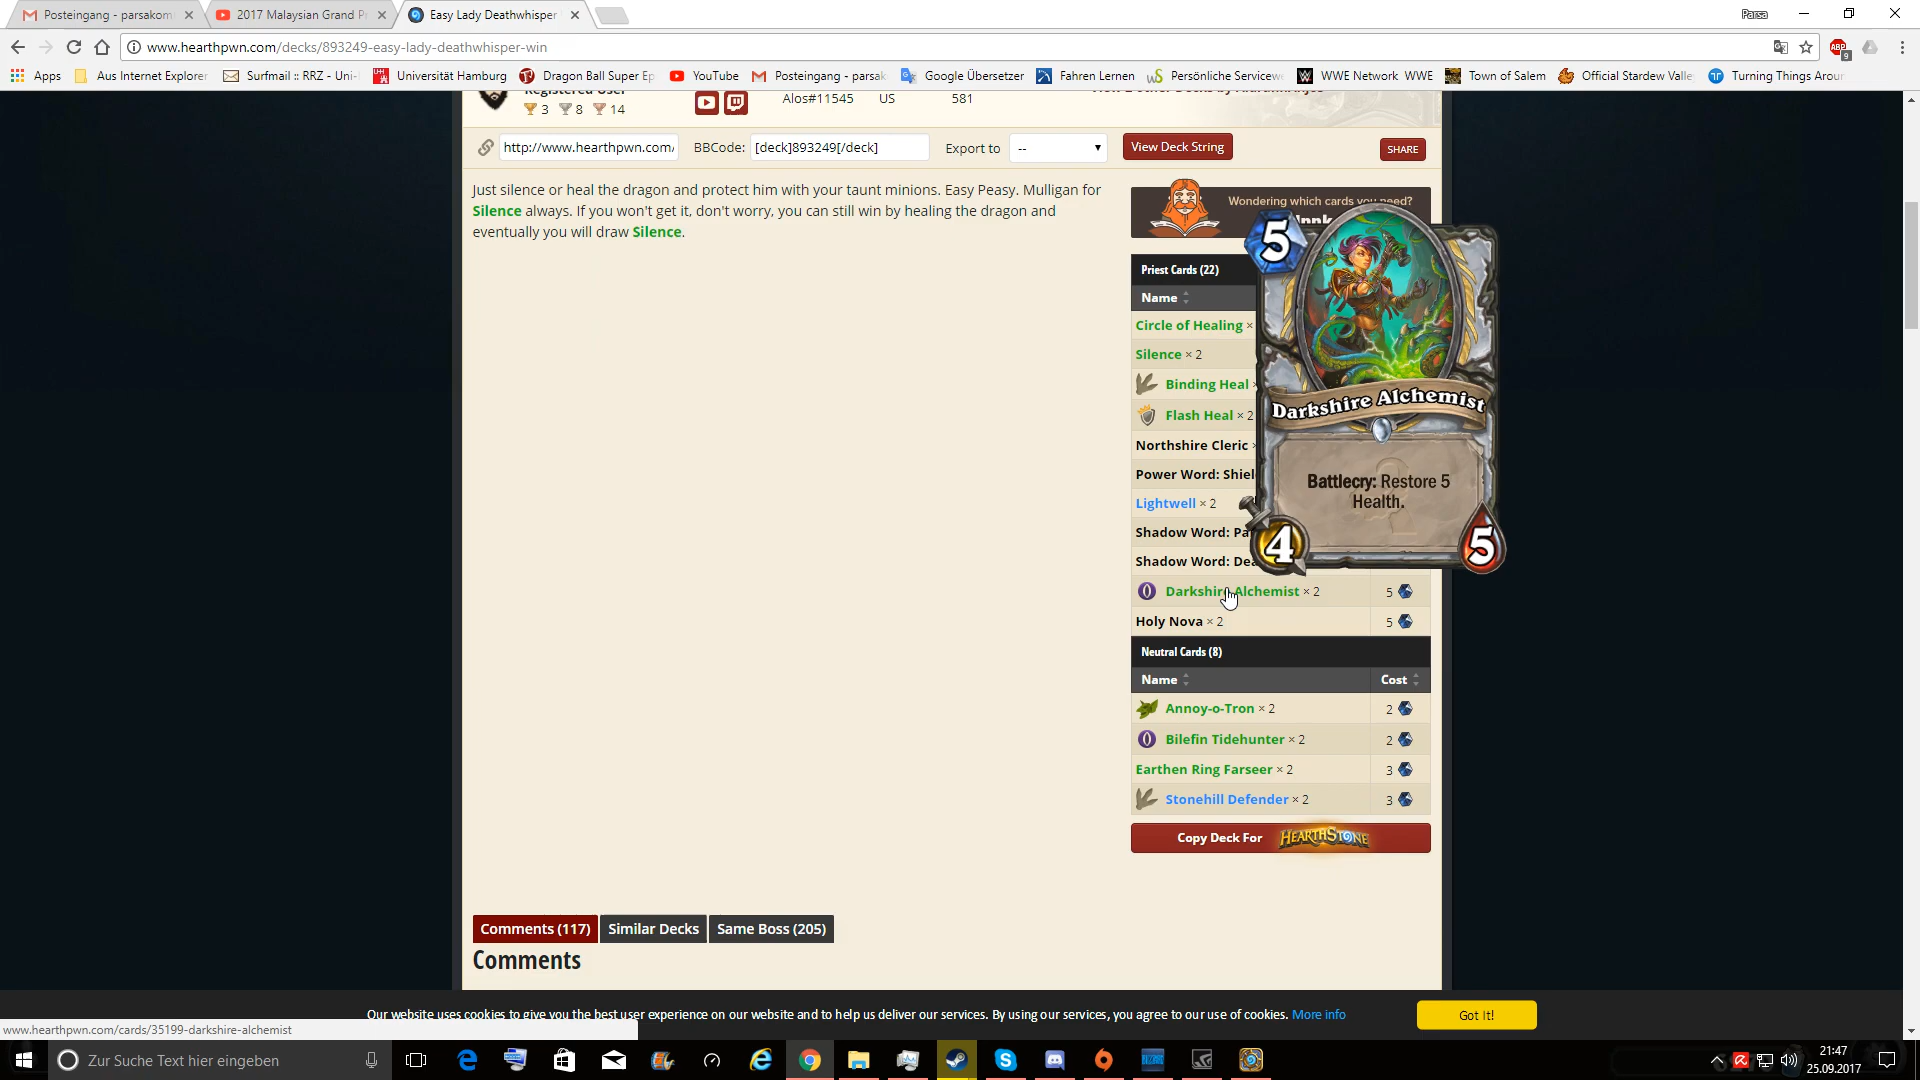 Posteingang - parsakom
2017 Malaysian Grand P
Easy Lady Deathwhisper
Parsa
www.hearthpwn.com/decks/893249-easy-lady-deathwhisper-win
ABP
9
Apps
Aus Internet Explorer
Surfmail :: RRZ - Uni-
Universität Hamburg
Dragon Ball Super Ep
YouTube
Posteingang - parsak
Google Übersetzer
Fahren Lernen
Persönliche Servicew
WWE Network WWE
Town of Salem
Official Stardew Valle
Turning Things Arou
Registered User
3 8 14
Alos#11545 US 581
http://www.hearthpwn.com/
BBCode:
[deck]893249[/deck]
Export to
--
View Deck String
SHARE
Just silence or heal the dragon and protect him with your taunt minions. Easy Peasy. Mulligan for
Silence always. If you won't get it, don't worry, you can still win by healing the dragon and
eventually you will draw Silence.
Wondering which cards you need?
Priest Cards (22)
Name
Circle of Healing ×
Silence × 2
Binding Heal ×
Flash Heal × 2
Northshire Cleric ×
Power Word: Shiel
Lightwell × 2
Shadow Word: Pa
Shadow Word: Dea
Darkshire Alchemist × 2 5
Holy Nova × 2 5
5
Darkshire Alchemist
Battlecry: Restore 5
Health.
4 5
Neutral Cards (8)
Name Cost
Annoy-o-Tron × 2 2
Bilefin Tidehunter × 2 2
Earthen Ring Farseer × 2 3
Stonehill Defender × 2 3
Copy Deck For HEARTHSTONE
Comments (117)
Similar Decks
Same Boss (205)
Comments
Our website uses cookies to give you the best user experience on our website and to help us deliver our services. By using our services, you agree to our use of cookies. More info
Got It!
www.hearthpwn.com/cards/35199-darkshire-alchemist
Zur Suche Text hier eingeben
21:47
25.09.2017